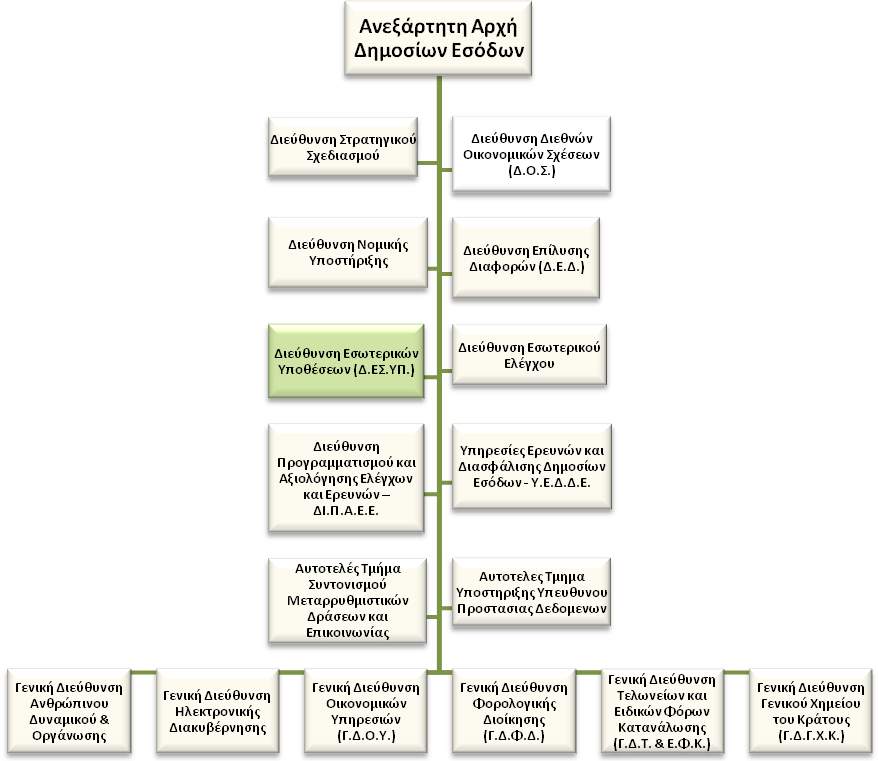 Ανεξάρτητη Αρχή
Δημοσίων Εσόδων
Διεύθυνση Στρατηγικού
Σχεδιασμού
Διεύθυνση Διεθνών
Οικονομικών Σχέσεων
(Δ.Ο.Σ.)
Διεύθυνση Νομικής
Υποστήριξης
Διεύθυνση Επίλυσης
Διαφορών (Δ.Ε.Δ.)
Διεύθυνση Εσωτερικών
Υποθέσεων (Δ.ΕΣ.ΥΠ.)
Διεύθυνση Εσωτερικού
Ελέγχου
Διεύθυνση
Προγραμματισμού και
Αξιολόγησης Ελέγχων
και Ερευνών –
ΔΙ.Π.Α.Ε.Ε.
Υπηρεσίες Ερευνών και
Διασφάλισης Δημοσίων
Εσόδων - Υ.Ε.Δ.Δ.Ε.
Αυτοτελές Τμήμα
Συντονισμού
Μεταρρυθμιστικών
Δράσεων και
Επικοινωνίας
Αυτοτελες Τμημα
Υποστηριξης Υπευθυνου
Προστασιας Δεδομενων
Γενική Διεύθυνση
Ανθρώπινου
Δυναμικού &
Οργάνωσης
Γενική Διεύθυνση
Ηλεκτρονικής
Διακυβέρνησης
Γενική Διεύθυνση
Οικονομικών
Υπηρεσιών
(Γ.Δ.Ο.Υ.)
Γενική Διεύθυνση
Φορολογικής
Διοίκησης
(Γ.Δ.Φ.Δ.)
Γενική Διεύθυνση
Τελωνείων και
Ειδικών Φόρων
Κατανάλωσης
(Γ.Δ.Τ. & Ε.Φ.Κ.)
Γενική Διεύθυνση
Γενικού Χημείου
του Κράτους
(Γ.Δ.Γ.Χ.Κ.)